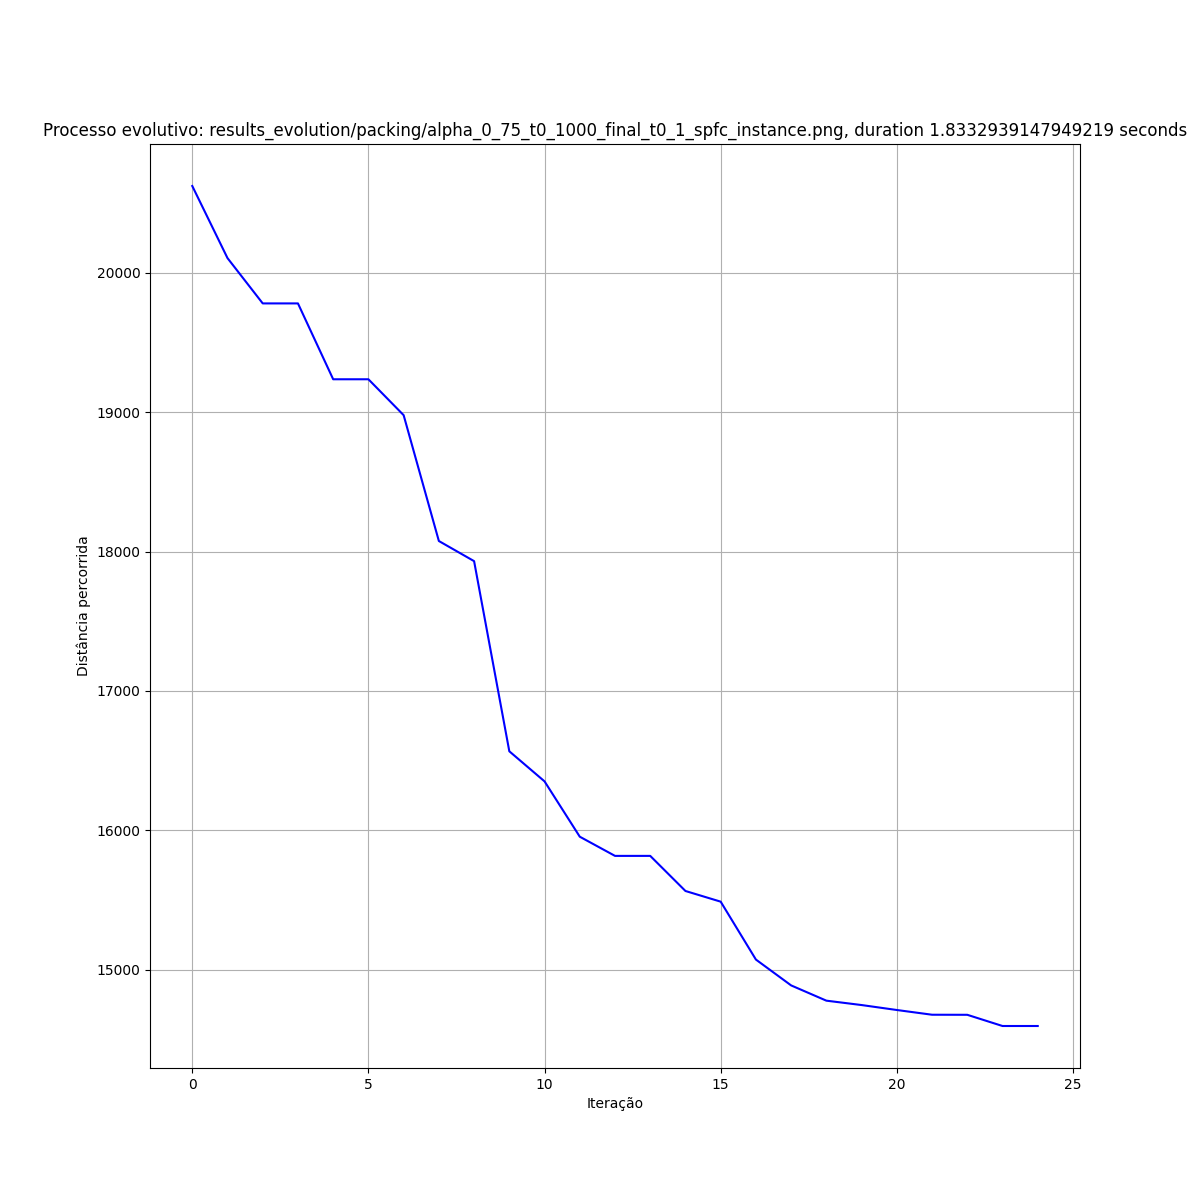 Processo evolutivo: results_evolution/packing/alpha_0_75_t0_1000_final_t0_1_spfc_instance.png, duration 1.8332939147949219 seconds
20000
19000
18000
17000
16000
15000
Distância percorrida
0 5 10 15 20 25
Iteração